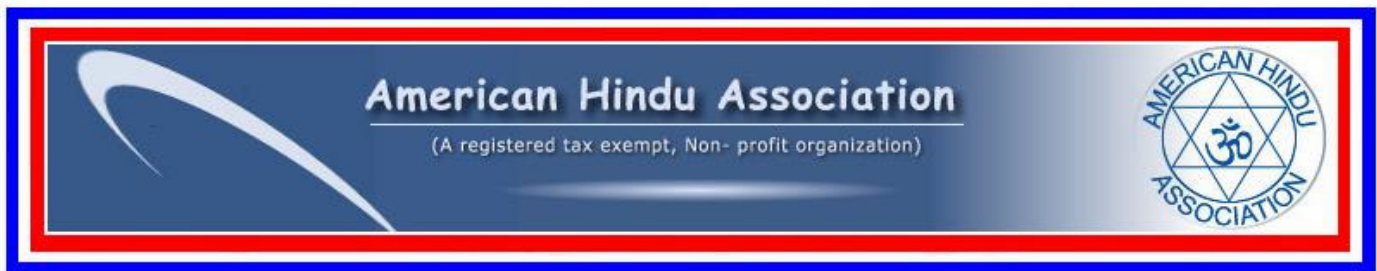 American Hindu Association
(A registered tax exempt, Non- profit organization)
AMERICAN HINDU
ॐ
ASSOCIATION